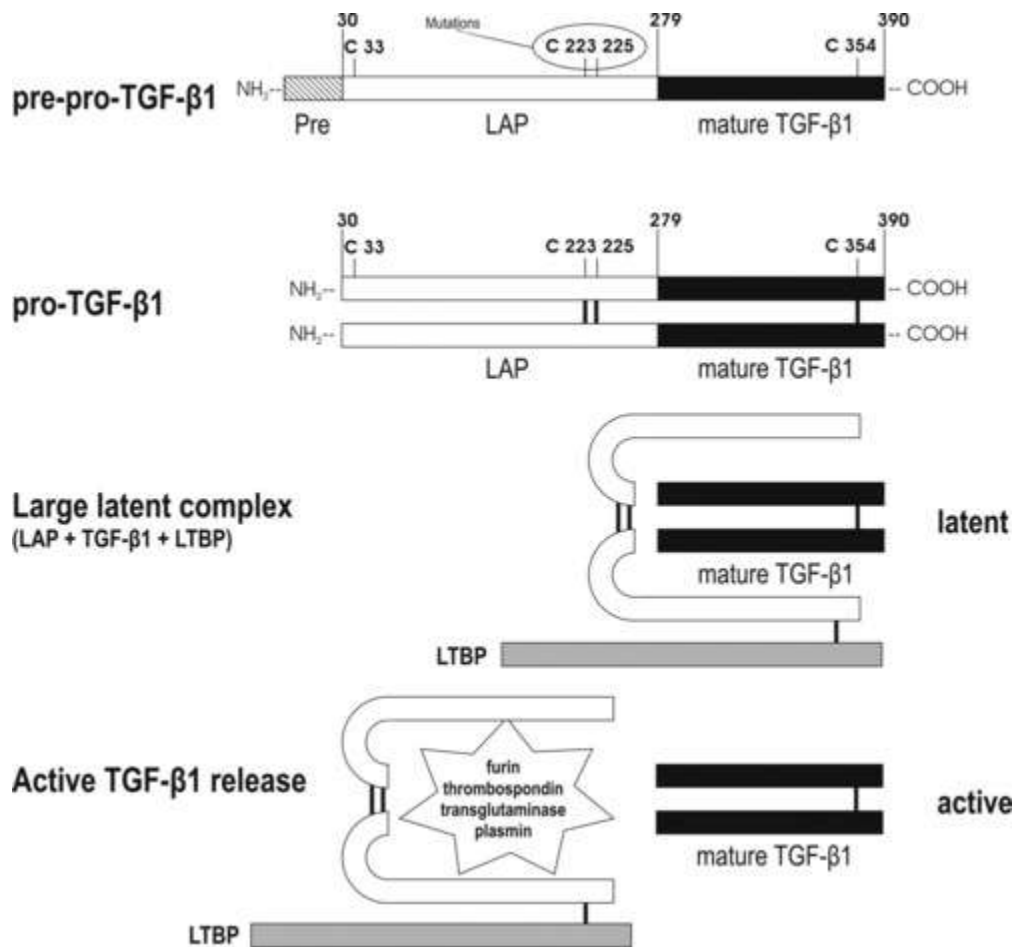 Mutations
30 279 390
C 33 C 223 225 C 354
pre-pro-TGF-β1 NH2-- -- COOH
Pre LAP mature TGF-β1
30 279 390
C 33 C 223 225 C 354
NH2-- -- COOH
pro-TGF-β1
NH2-- -- COOH
LAP mature TGF-β1
Large latent complex
(LAP + TGF-β1 + LTBP)
latent
mature TGF-β1
LTBP
Active TGF-β1 release
furin
thrombospondin
transglutaminase
plasmin
active
mature TGF-β1
LTBP